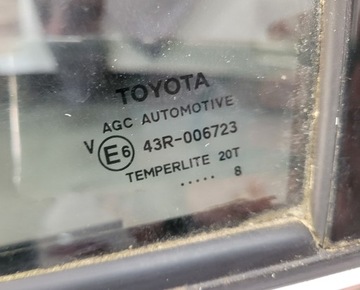 TOYOTA
AGC AUTOMOTIVE
V E6 43R-006723
TEMPERLITE 20T
..... 8